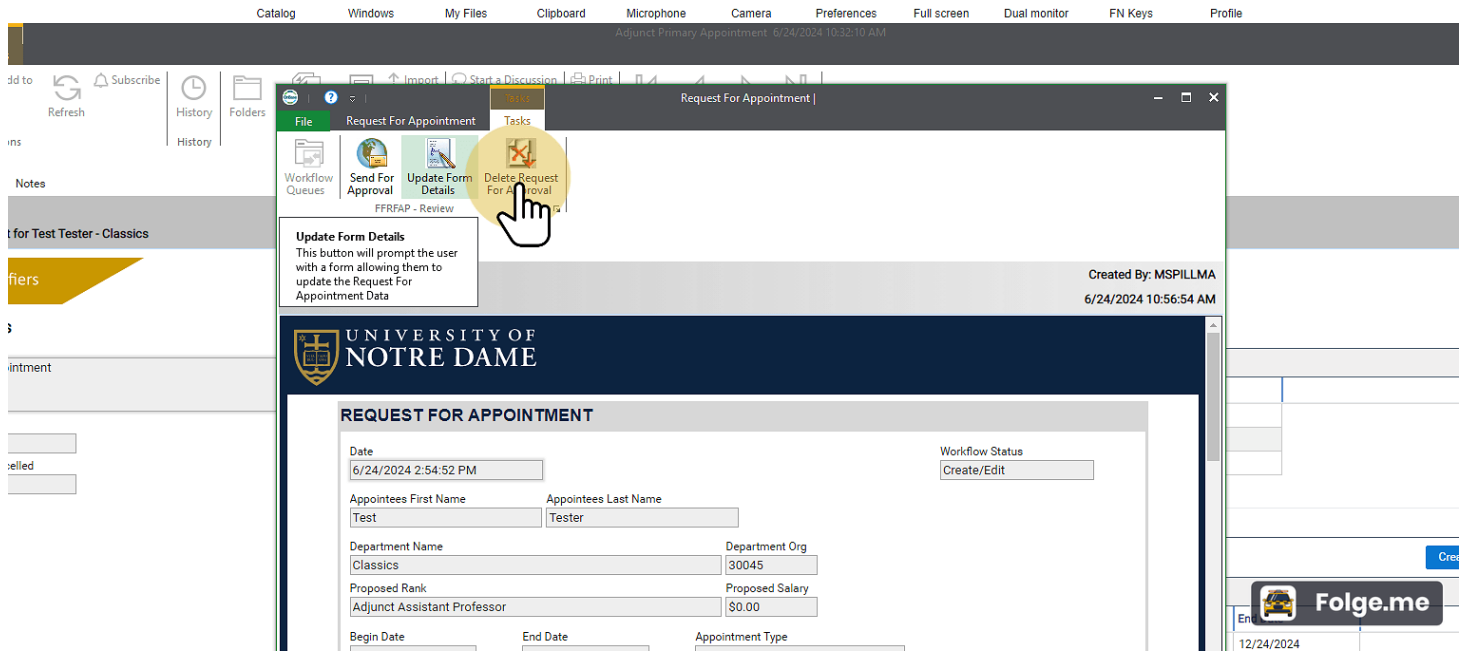 Catalog Windows My Files Clipboard Microphone Camera Preferences Full screen Dual monitor FN Keys Profile
Adjunct Primary Appointment 6/24/2024 10:32:10 AM
dd to
Refresh
Subscribe
History
History
Folders
Import
Start a Discussion
Print
ns
Notes
t for Test Tester - Classics
fiers
s
intment
celled
Tasks
Request For Appointment |
File Request For Appointment Tasks
Workflow
Queues
Send For
Approval
Update Form
Details
Delete Request
For Approval
FFRFAP - Review
Update Form Details
This button will prompt the user
with a form allowing them to
update the Request For
Appointment Data
Created By: MSPILLMA
6/24/2024 10:56:54 AM
UNIVERSITY OF
NOTRE DAME
REQUEST FOR APPOINTMENT
Date
6/24/2024 2:54:52 PM
Workflow Status
Create/Edit
Appointees First Name Appointees Last Name
Test Tester
Department Name Department Org
Classics 30045
Proposed Rank Proposed Salary
Adjunct Assistant Professor $0.00
Begin Date End Date Appointment Type
Crea
Folge.me
12/24/2024